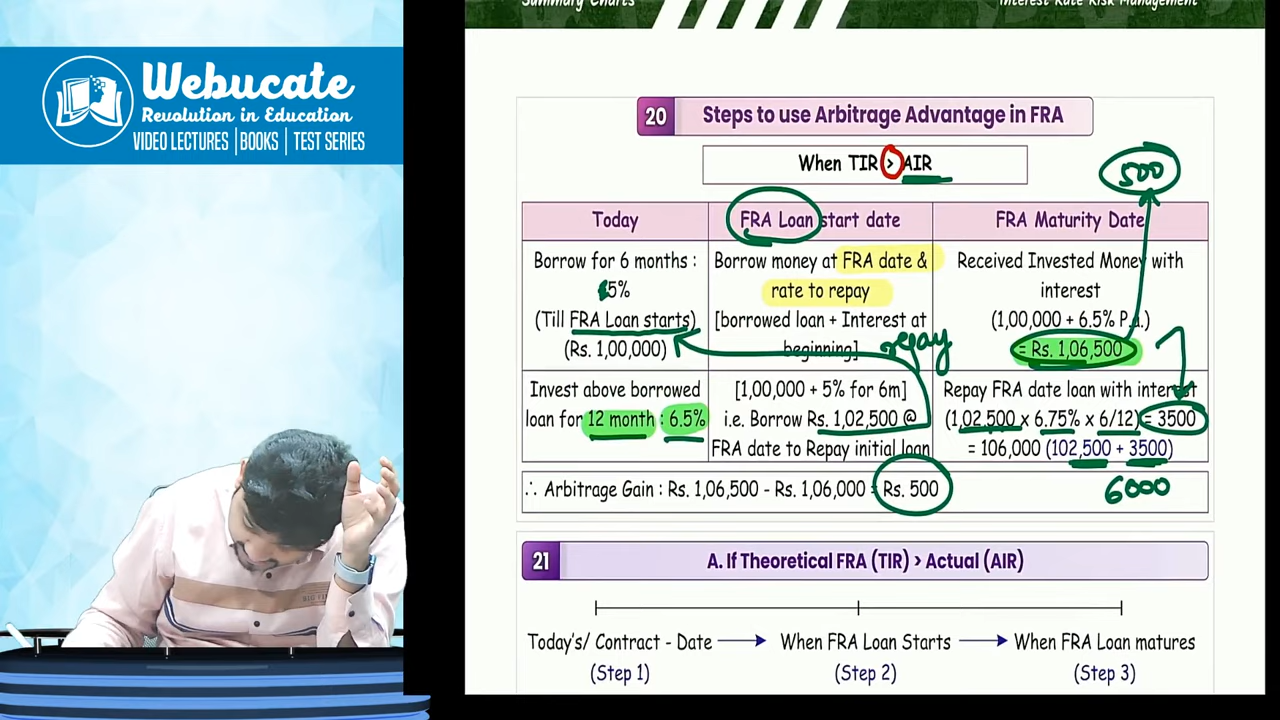 Summary Charts
Interest Rate Risk Management
Webucate
Revolution in Education
VIDEO LECTURES | BOOKS | TEST SERIES
20 Steps to use Arbitrage Advantage in FRA
When TIR > AIR
500
Today
FRA Loan start date
FRA Maturity Date
Borrow for 6 months :
5%
(Till FRA Loan starts)
(Rs. 1,00,000)
Borrow money at FRA date &
rate to repay
[borrowed loan + Interest at
beginning]
repay
Received Invested Money with
interest
(1,00,000 + 6.5% P.a.)
= Rs. 1,06,500
Invest above borrowed
loan for 12 month : 6.5%
[1,00,000 + 5% for 6m]
i.e. Borrow Rs. 1,02,500 @
FRA date to Repay initial loan
Repay FRA date loan with interest
(1,02,500 x 6.75% x 6/12) = 3500
= 106,000 (102,500 + 3500)
∴ Arbitrage Gain : Rs. 1,06,500 - Rs. 1,06,000 = Rs. 500
6000
21 A. If Theoretical FRA (TIR) > Actual (AIR)
Today's/ Contract - Date
When FRA Loan Starts
When FRA Loan matures
(Step 1)
(Step 2)
(Step 3)